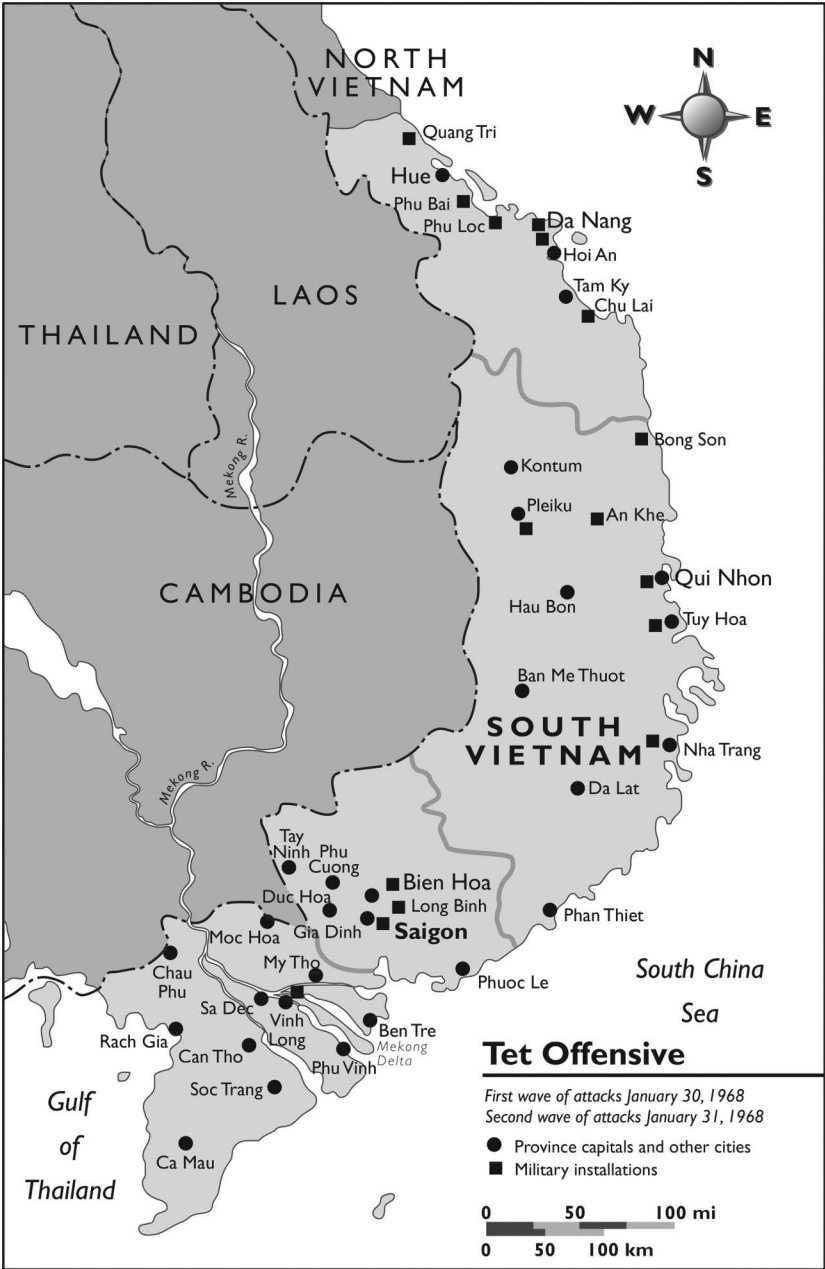 NORTH
VIETNAM
N
W E
S
Quang Tri
Hue
Phu Bai
Phu Loc
Da Nang
Hoi An
Tam Ky
Chu Lai
LAOS
THAILAND
Mekong R.
Bong Son
Kontum
Pleiku
An Khe
CAMBODIA
Qui Nhon
Hau Bon
Tuy Hoa
Ban Me Thuot
SOUTH
VIETNAM
Nha Trang
Mekong R.
Da Lat
Tay
Ninh
Phu
Cuong
Bien Hoa
Duc Hoa
Long Binh
Gia Dinh
Saigon
Moc Hoa
Phan Thiet
My Tho
Chau
Phu
Phuoc Le
South China
Sea
Sa Dec
Vinh
Long
Ben Tre
Mekong
Delta
Rach Gia
Can Tho
Phu Vinh
Soc Trang
Gulf
of
Thailand
Ca Mau
Tet Offensive
First wave of attacks January 30, 1968
Second wave of attacks January 31, 1968
Province capitals and other cities
Military installations
0 50 100 mi
0 50 100 km